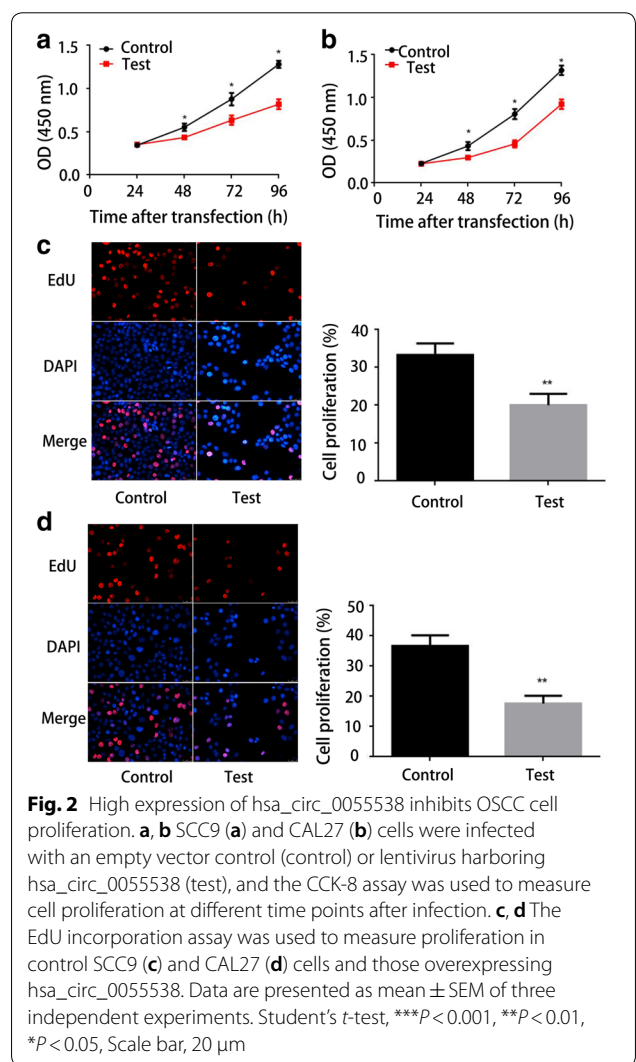 a
1.5
1.0
0.5
0.0
OD (450 nm)
Control
Test
*
*
*
0
24
48
72
96
Time after transfection (h)
b
1.5
1.0
0.5
0.0
OD (450 nm)
Control
Test
*
*
*
0
24
48
72
96
Time after transfection (h)
c
EdU
DAPI
Merge
Control
Test
40
30
20
10
0
Cell proliferation (%)
**
Control
Test
d
EdU
DAPI
Merge
Control
Test
50
40
30
20
10
0
Cell proliferation (%)
**
Control
Test
Fig. 2 High expression of hsa_circ_0055538 inhibits OSCC cell
proliferation. a, b SCC9 (a) and CAL27 (b) cells were infected
with an empty vector control (control) or lentivirus harboring
hsa_circ_0055538 (test), and the CCK-8 assay was used to measure
cell proliferation at different time points after infection. c, d The
EdU incorporation assay was used to measure proliferation in
control SCC9 (c) and CAL27 (d) cells and those overexpressing
hsa_circ_0055538. Data are presented as mean ± SEM of three
independent experiments. Student's t-test, ***P < 0.001, **P < 0.01,
*P < 0.05, Scale bar, 20 μm